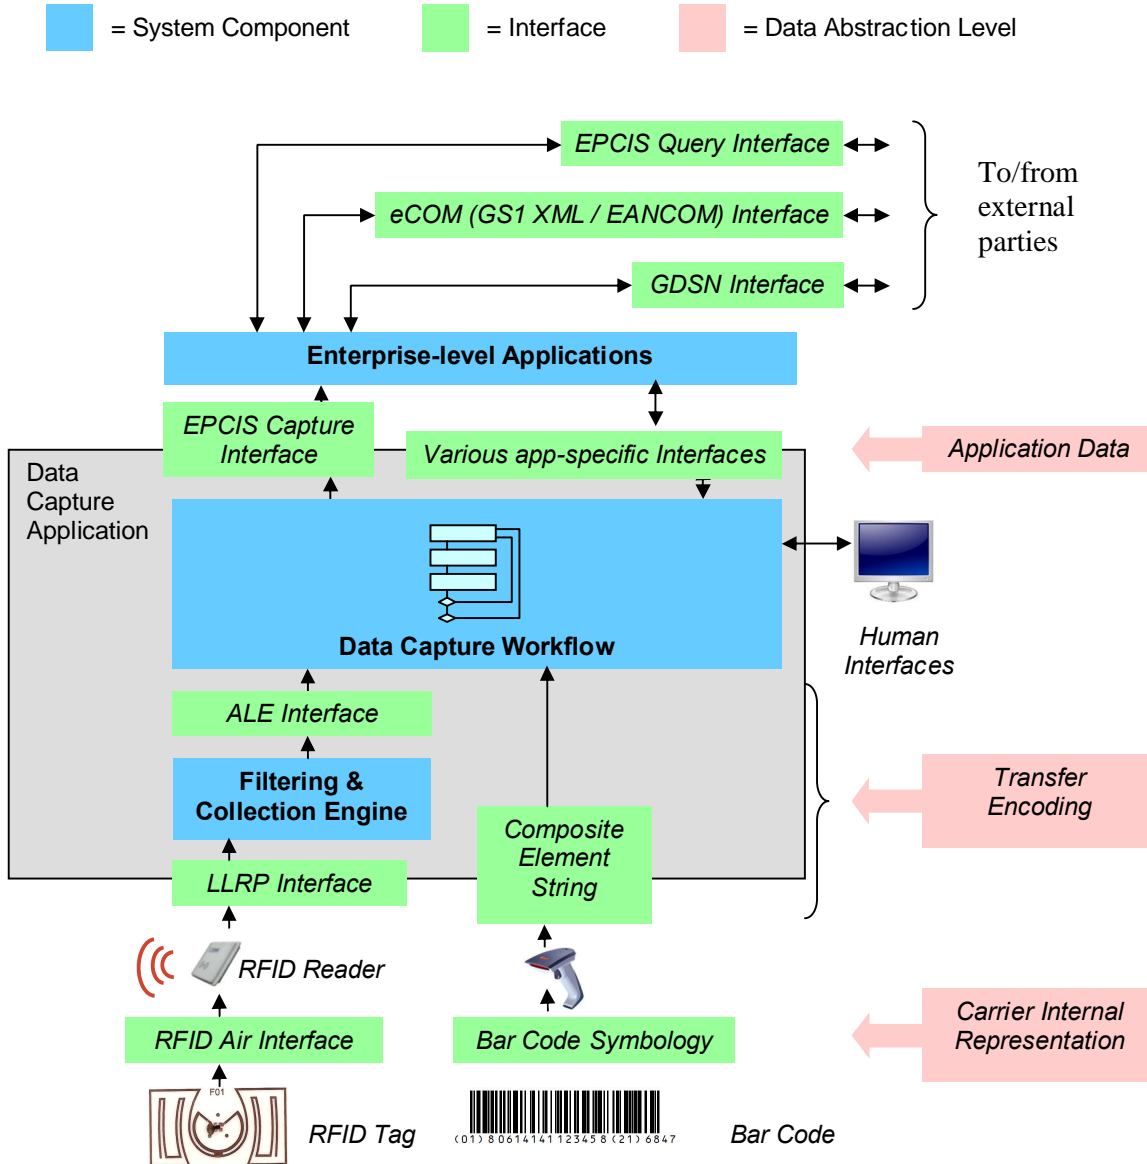 = System Component
= Interface
= Data Abstraction Level
EPCIS Query Interface
To/from
external
parties
eCOM (GS1 XML / EANCOM) Interface
GDSN Interface
Enterprise-level Applications
EPCIS Capture
Interface
Various app-specific Interfaces
Application Data
Data
Capture
Application
Data Capture Workflow
Human
Interfaces
ALE Interface
Filtering &
Collection Engine
Transfer
Encoding
Composite
Element
String
LLRP Interface
RFID Reader
Carrier Internal
Representation
RFID Air Interface
Bar Code Symbology
F01
RFID Tag
(01)80614141123458(21)6847
Bar Code